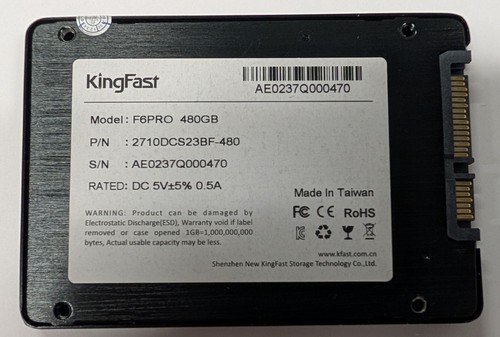 KingFast
AE0237Q000470
Model: F6PRO 480GB
P/N : 2710DCS23BF-480
S/N : AE0237Q000470
RATED: DC 5V±5% 0.5A
WARNING: Product can be damaged by
Electrostatic Discharge(ESD), Warranty void if label
removed or case opened 1GB=1,000,000,000
bytes, Actual usable capacity may be less.
Made In Taiwan
FC CE RoHS
www.kfast.com.cn
Shenzhen New KingFast Storage Technology Co.,Ltd.